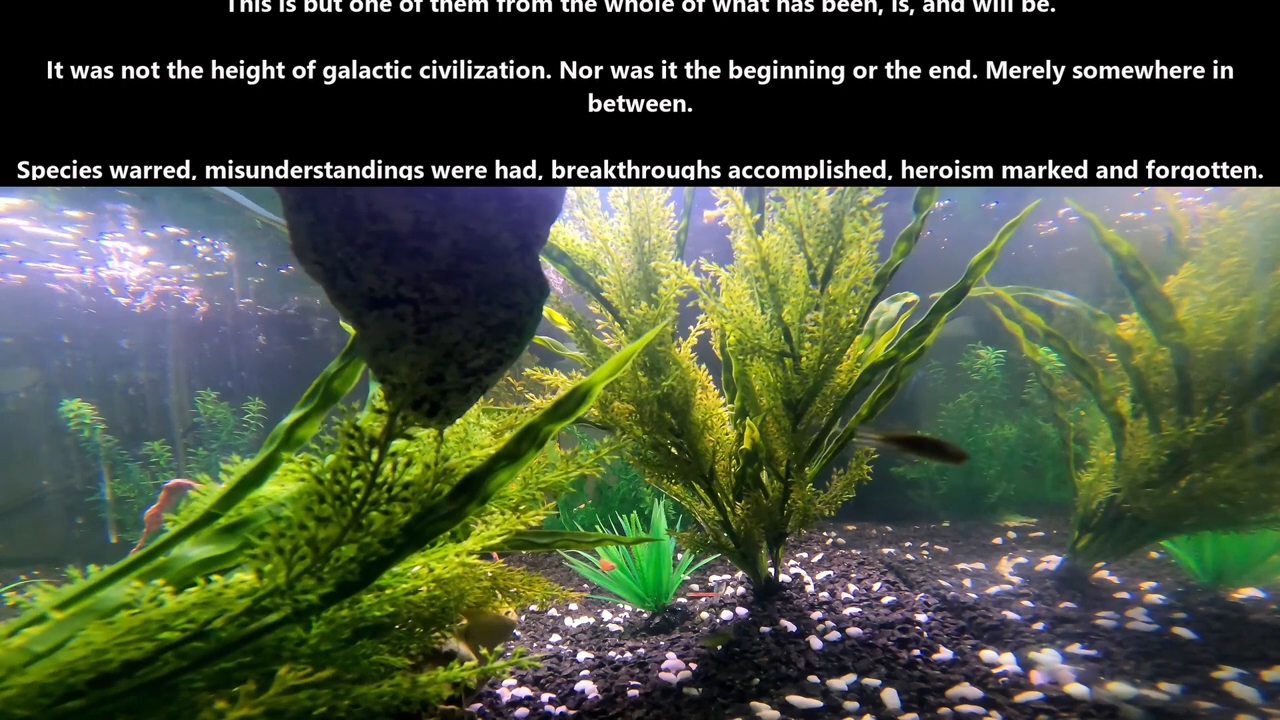 This is but one of them from the whole of what has been, is, and will be.
It was not the height of galactic civilization. Nor was it the beginning or the end. Merely somewhere in
between.
Species warred, misunderstandings were had, breakthroughs accomplished, heroism marked and forgotten.